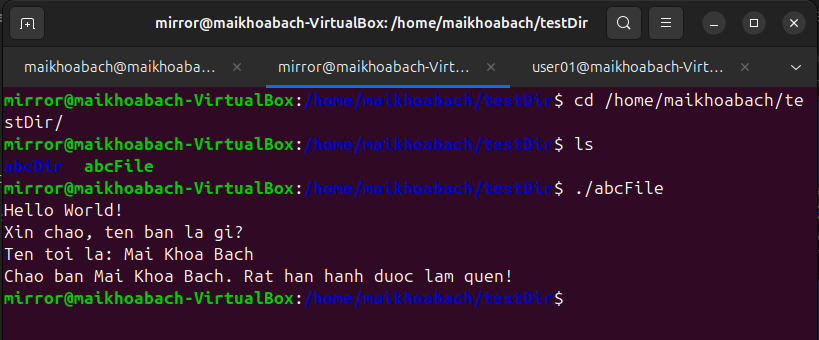 mirror@maikhoabach-VirtualBox: /home/maikhoabach/testDir
maikhoabach@maikhoaba... × mirror@maikhoabach-Virt... × user01@maikhoabach-Virt... ×
mirror@maikhoabach-VirtualBox:/home/maikhoabach/testDir$ cd /home/maikhoabach/te
stDir/
mirror@maikhoabach-VirtualBox:/home/maikhoabach/testDir$ ls
abcDir  abcFile
mirror@maikhoabach-VirtualBox:/home/maikhoabach/testDir$ ./abcFile
Hello World!
Xin chao, ten ban la gi?
Ten toi la: Mai Khoa Bach
Chao ban Mai Khoa Bach. Rat han hanh duoc lam quen!
mirror@maikhoabach-VirtualBox:/home/maikhoabach/testDir$